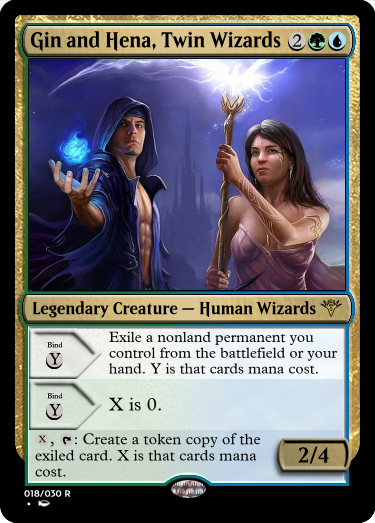 Gin and Hena, Twin Wizards 2
Legendary Creature — Human Wizards
Bind
Y
Exile a nonland permanent you
control from the battlefield or your
hand. Y is that cards mana cost.
Bind
Y
X is 0.
X, : Create a token copy of the
exiled card. X is that cards mana
cost.
2/4
018/030 R